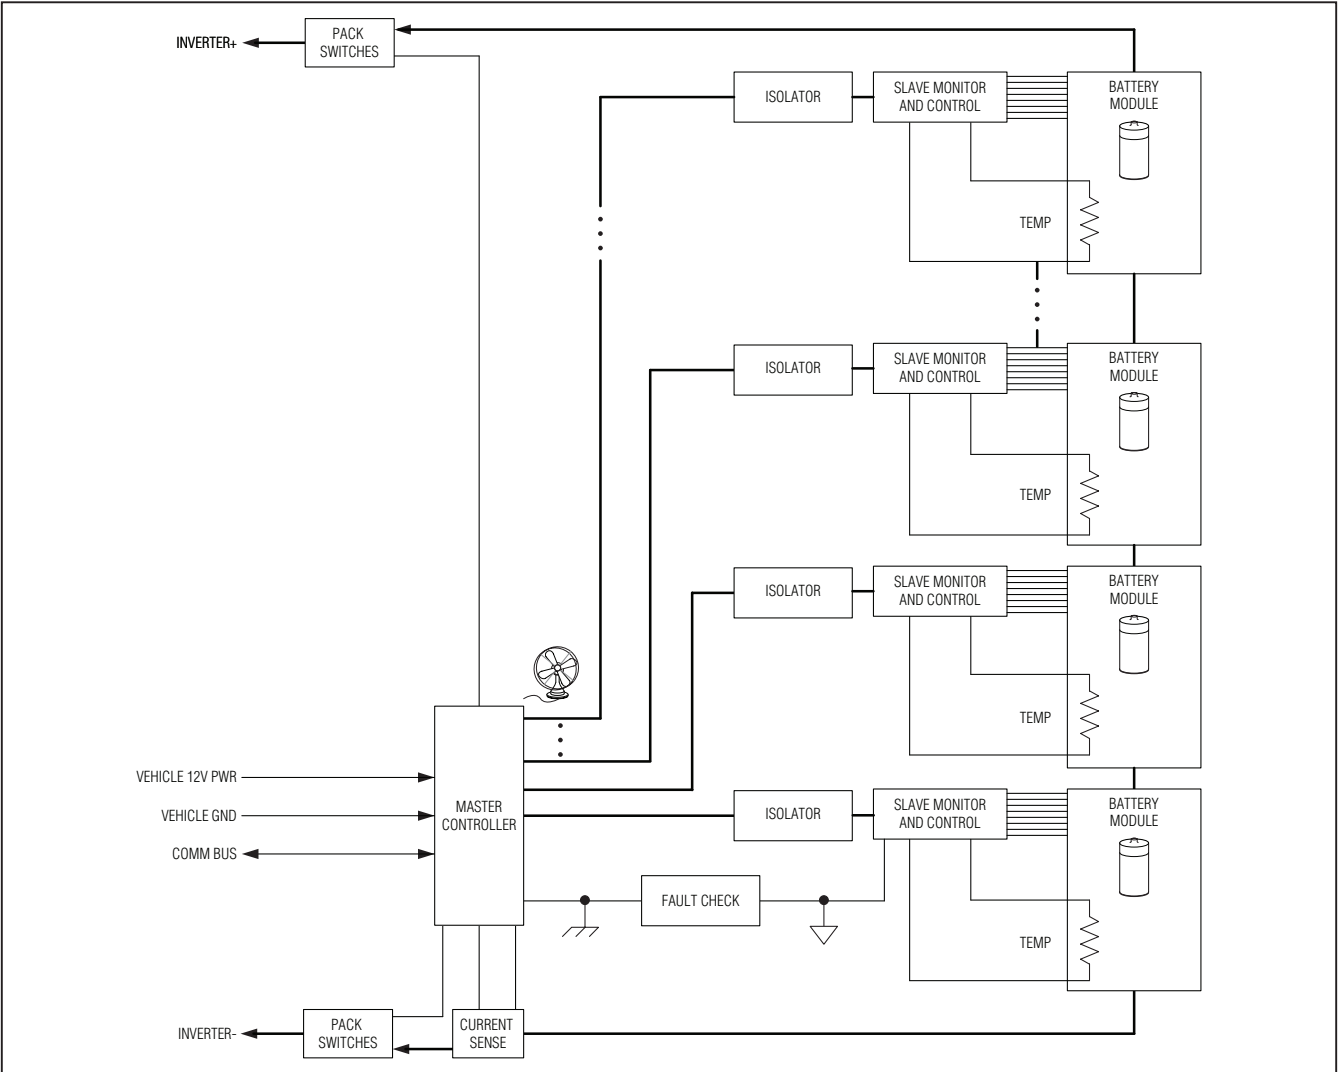 INVERTER+
PACK
SWITCHES
ISOLATOR
SLAVE MONITOR
AND CONTROL
BATTERY
MODULE
TEMP
ISOLATOR
SLAVE MONITOR
AND CONTROL
BATTERY
MODULE
TEMP
ISOLATOR
SLAVE MONITOR
AND CONTROL
BATTERY
MODULE
TEMP
VEHICLE 12V PWR
VEHICLE GND
COMM BUS
MASTER
CONTROLLER
ISOLATOR
SLAVE MONITOR
AND CONTROL
BATTERY
MODULE
FAULT CHECK
TEMP
INVERTER-
PACK
SWITCHES
CURRENT
SENSE